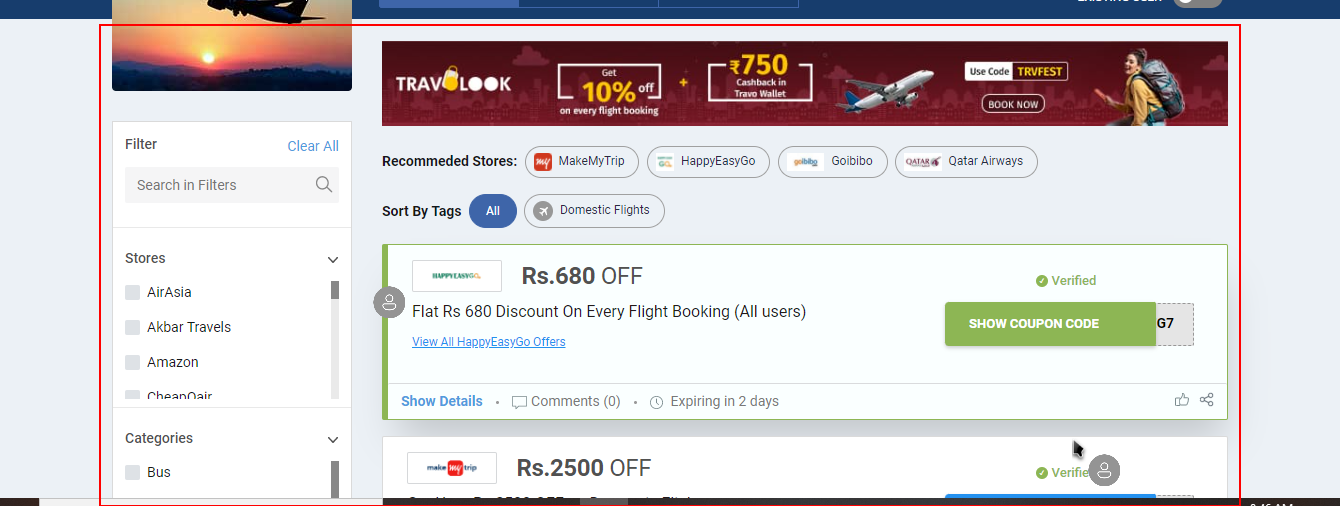 TRAVOLOOK
Get
10% off
on every flight booking
+
₹750
Cashback in
Travo Wallet
Use Code TRVFEST
BOOK NOW
Filter
Clear All
Search in Filters
Stores
AirAsia
Akbar Travels
Amazon
CheapOair
Categories
Bus
Recommeded Stores:
my MakeMyTrip
HappyEasyGo
goibibo Goibibo
QATAR Qatar Airways
Sort By Tags
All
Domestic Flights
HAPPYEASYGO
Rs.680 OFF
Verified
Flat Rs 680 Discount On Every Flight Booking (All users)
SHOW COUPON CODE
G7
View All HappyEasyGo Offers
Show Details • Comments (0) • Expiring in 2 days
make my trip
Rs.2500 OFF
Verifie